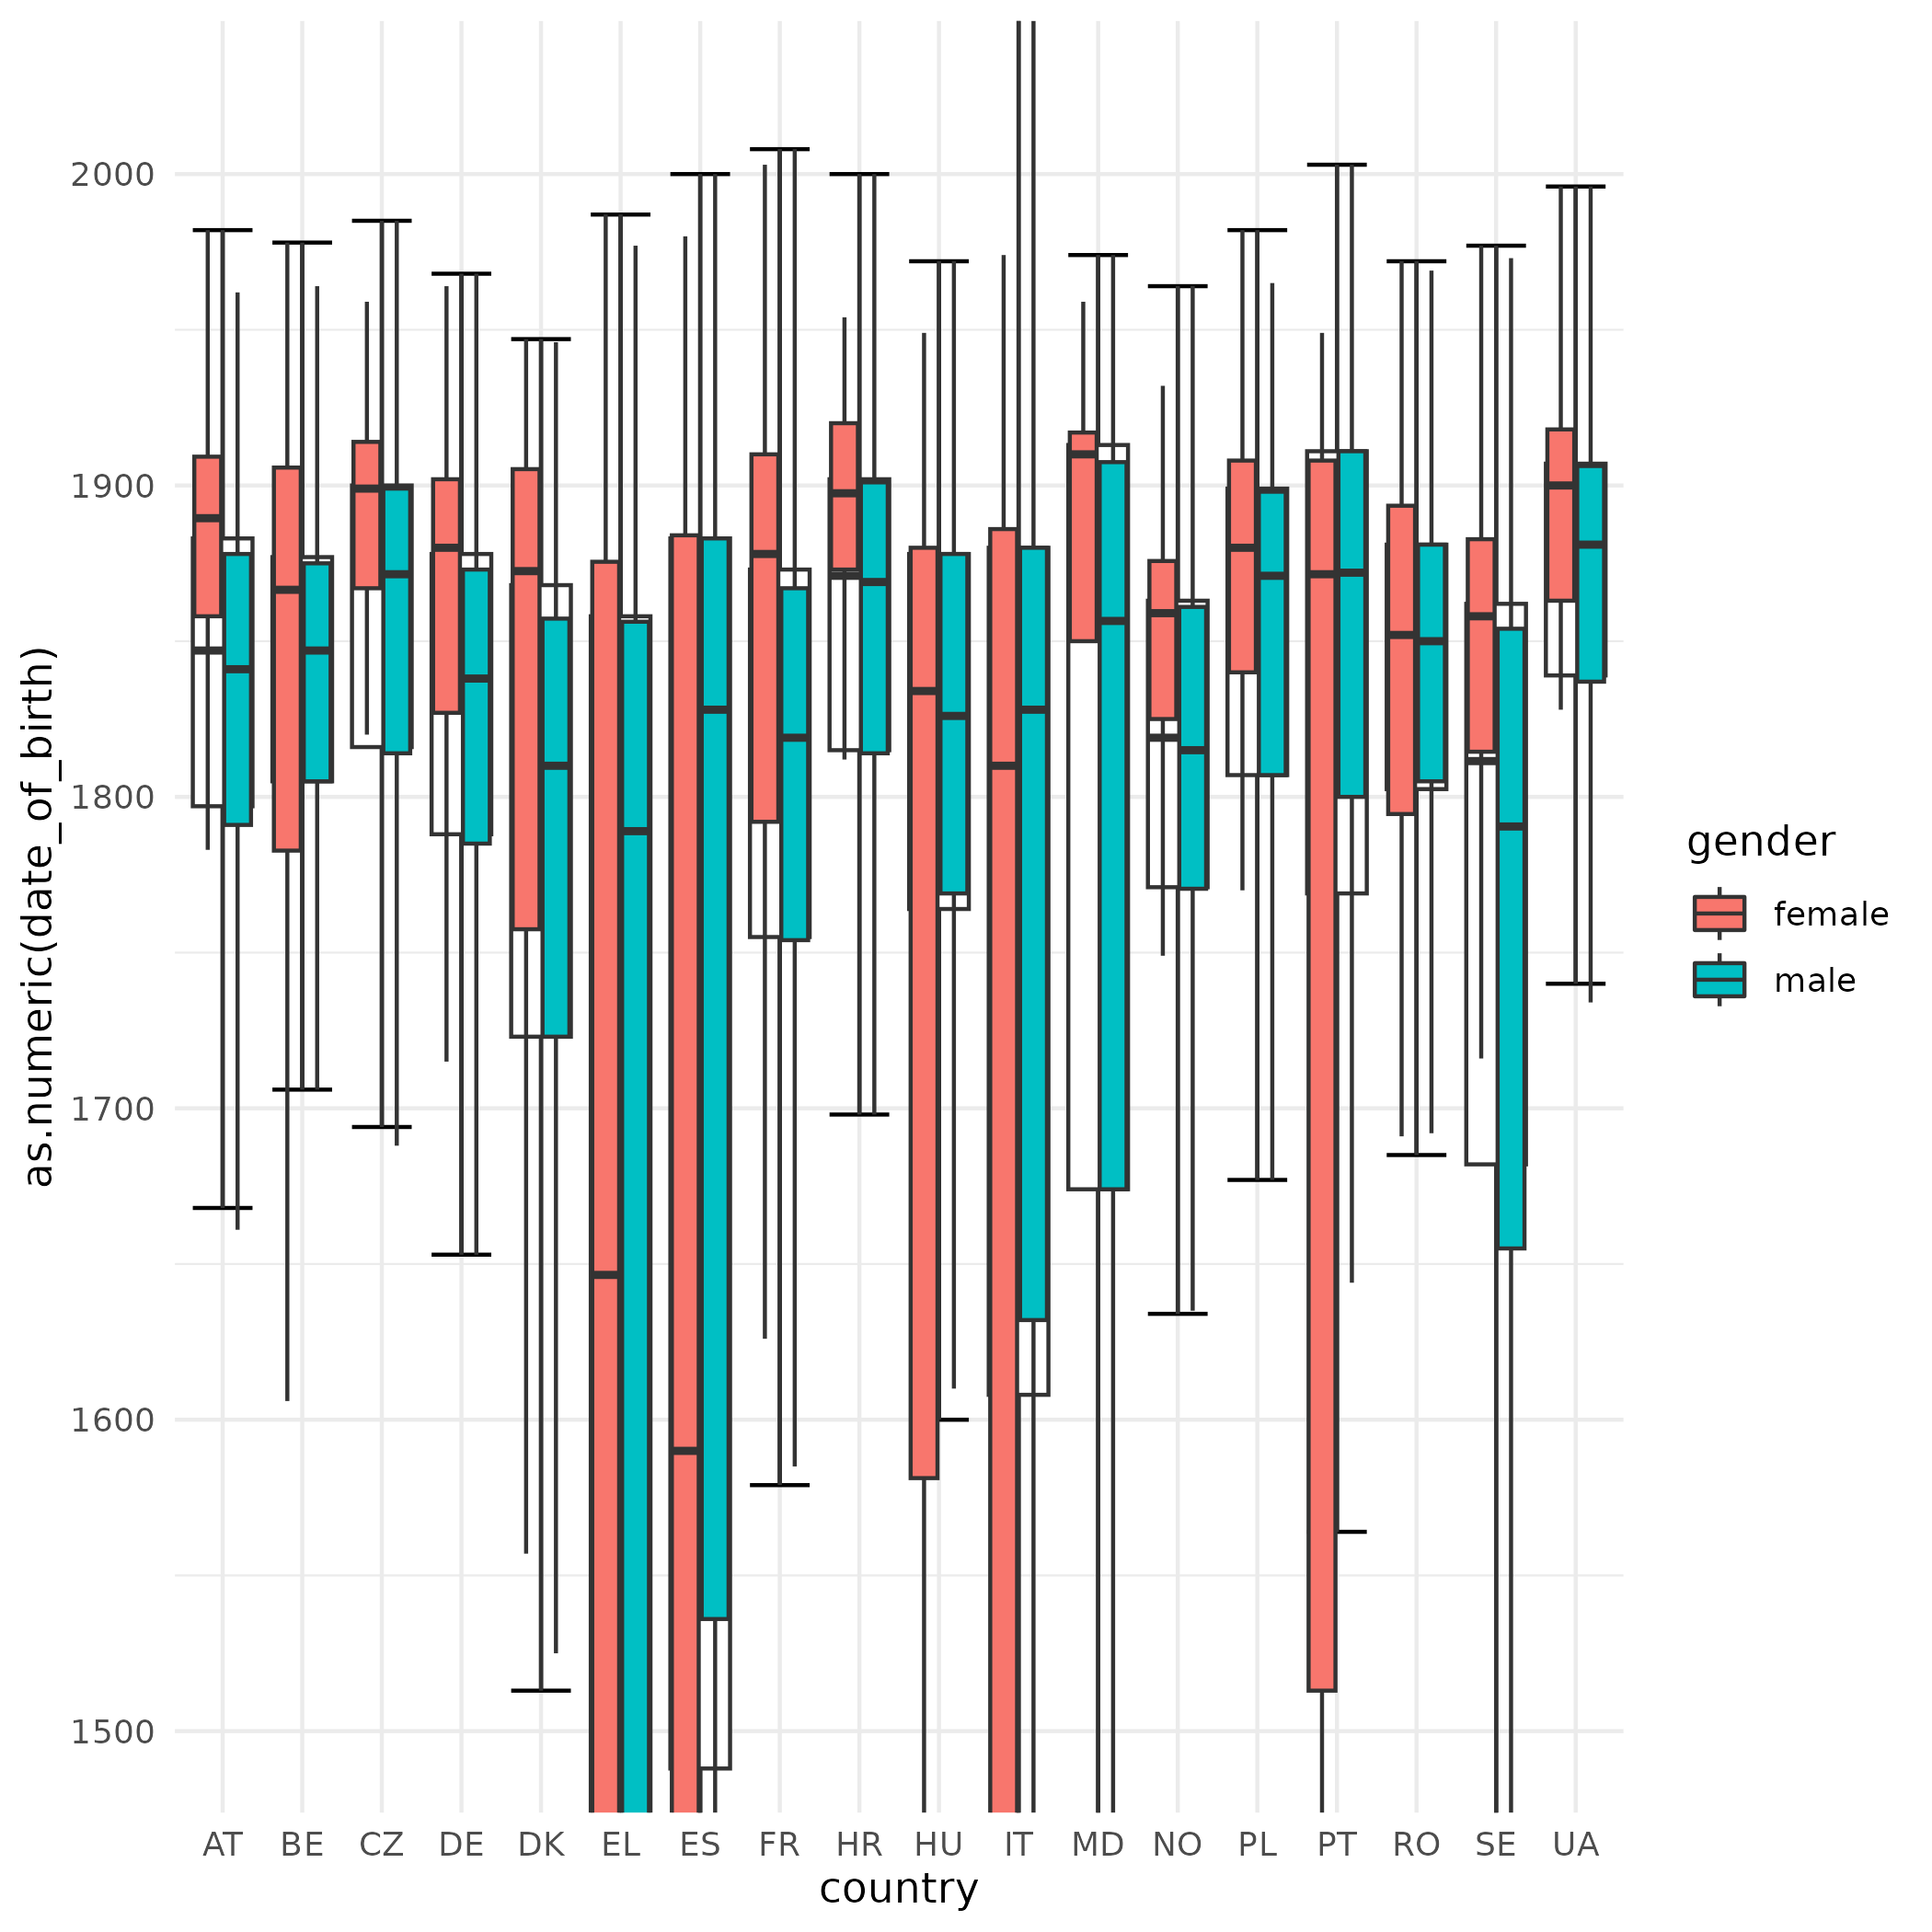 as.numeric(date_of_birth)
2000
1900
1800
1700
1600
1500
AT BE CZ DE DK EL ES FR HR HU IT MD NO PL PT RO SE UA
country
gender
female
male